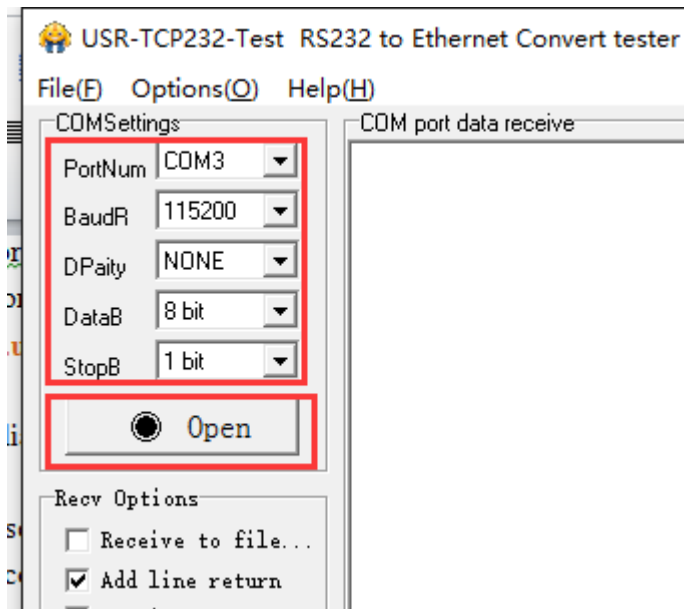 USR-TCP232-Test RS232 to Ethernet Convert tester
File(F) Options(O) Help(H)
COMSettings
COM port data receive
PortNum COM3
BaudR 115200
DPaity NONE
DataB 8 bit
StopB 1 bit
Open
Recv Options
Receive to file...
Add line return